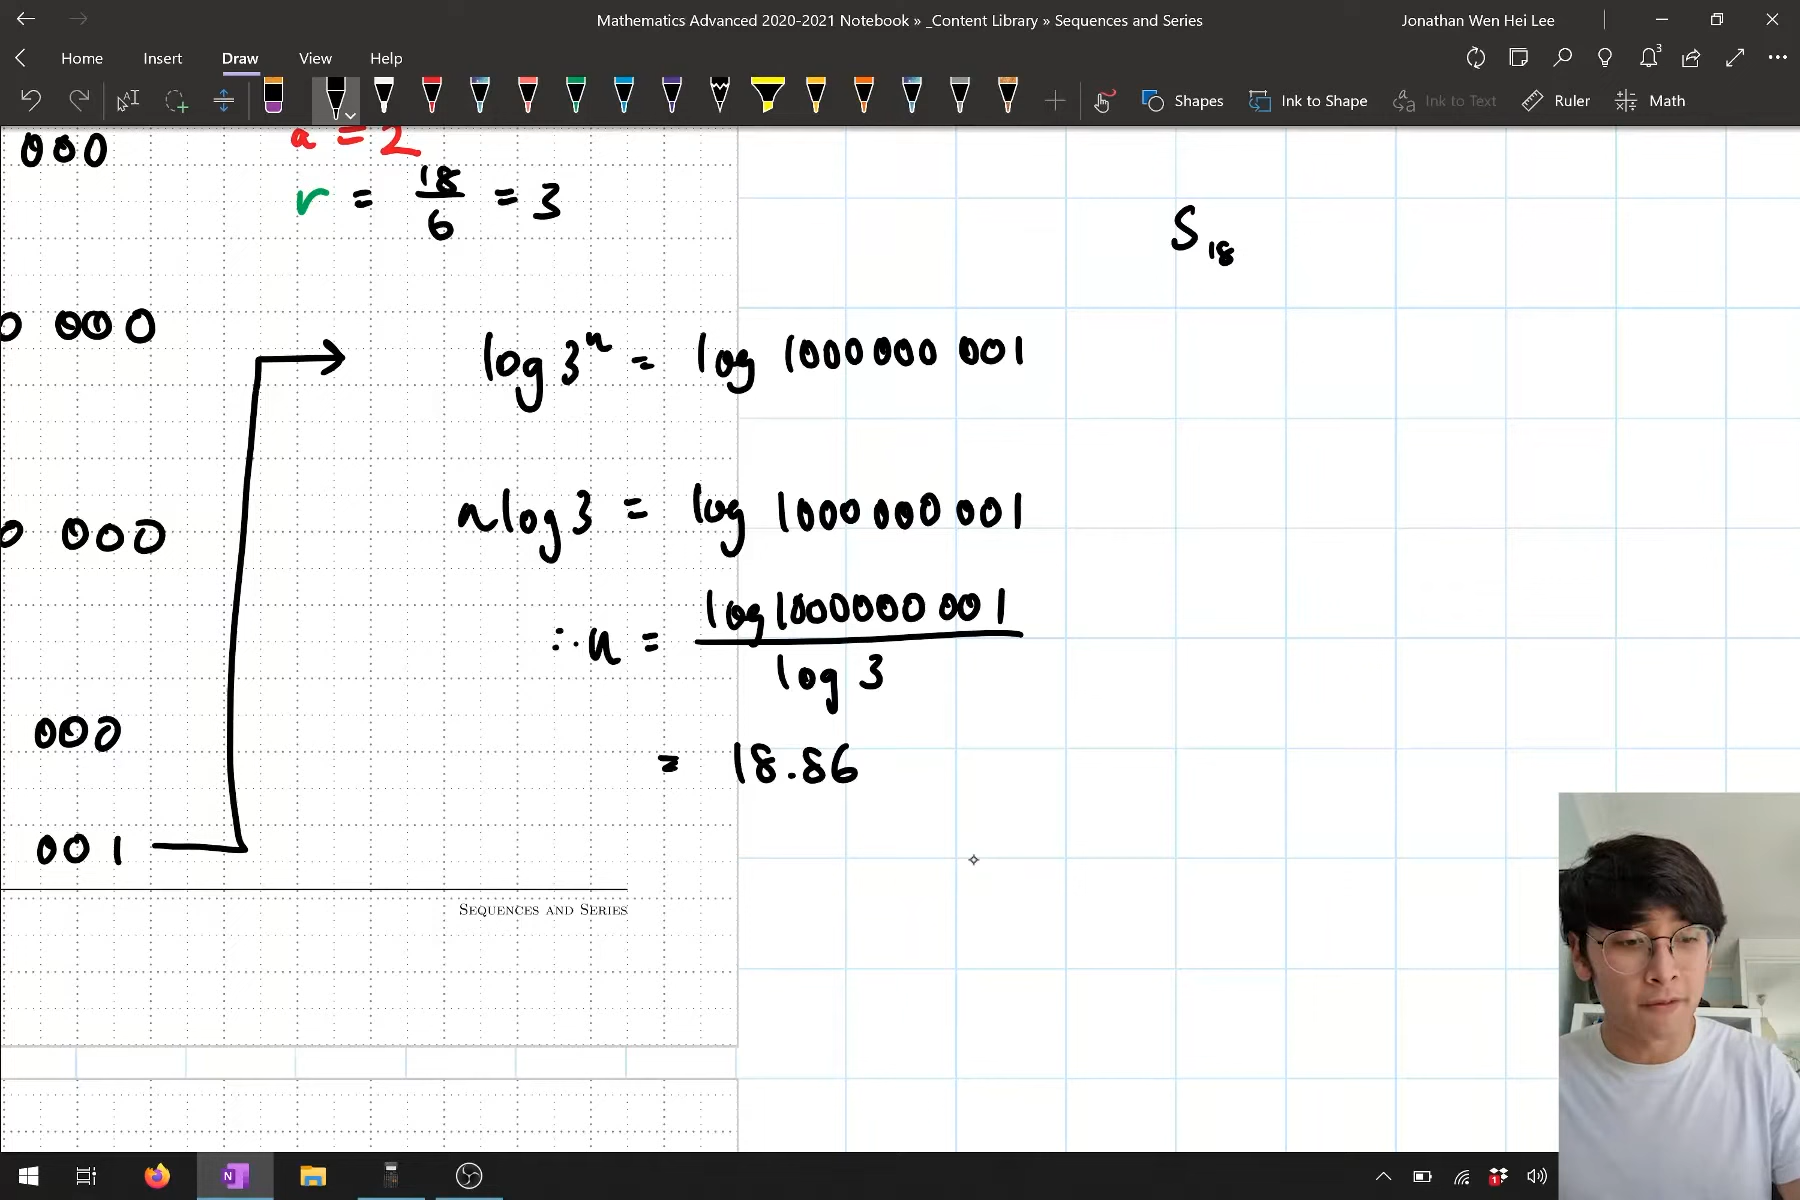 Mathematics Advanced 2020-2021 Notebook » _Content Library » Sequences and Series
Jonathan Wen Hei Lee
Home Insert Draw View Help
3
Shapes Ink to Shape Ink to Text Ruler Math
000
a = 2
r = 18/6 = 3
S₁₈
0 000
log 3ⁿ = log 1000000 001
0 000
n log 3 = log 1000 000 001
∴ n = log 1000000 001 / log 3
000
= 18.86
001
Sequences and Series
N
1